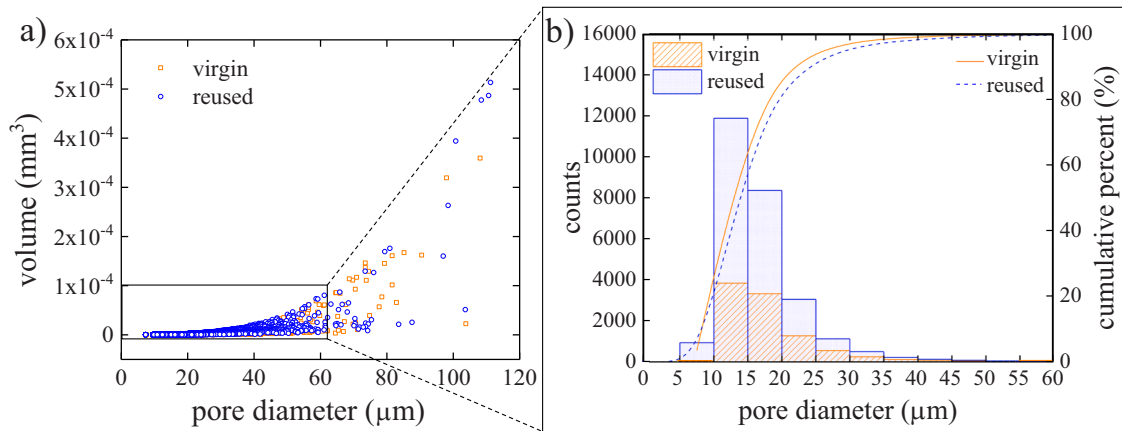 a)
6x10⁻⁴
5x10⁻⁴
4x10⁻⁴
3x10⁻⁴
2x10⁻⁴
1x10⁻⁴
0
volume (mm³)
virgin
reused
0 20 40 60 80 100 120
pore diameter (μm)
b)
16000
14000
12000
10000
8000
6000
4000
2000
0
counts
virgin
reused
virgin
reused
100
80
60
40
20
0
cumulative percent (%)
0 5 10 15 20 25 30 35 40 45 50 55 60
pore diameter (μm)